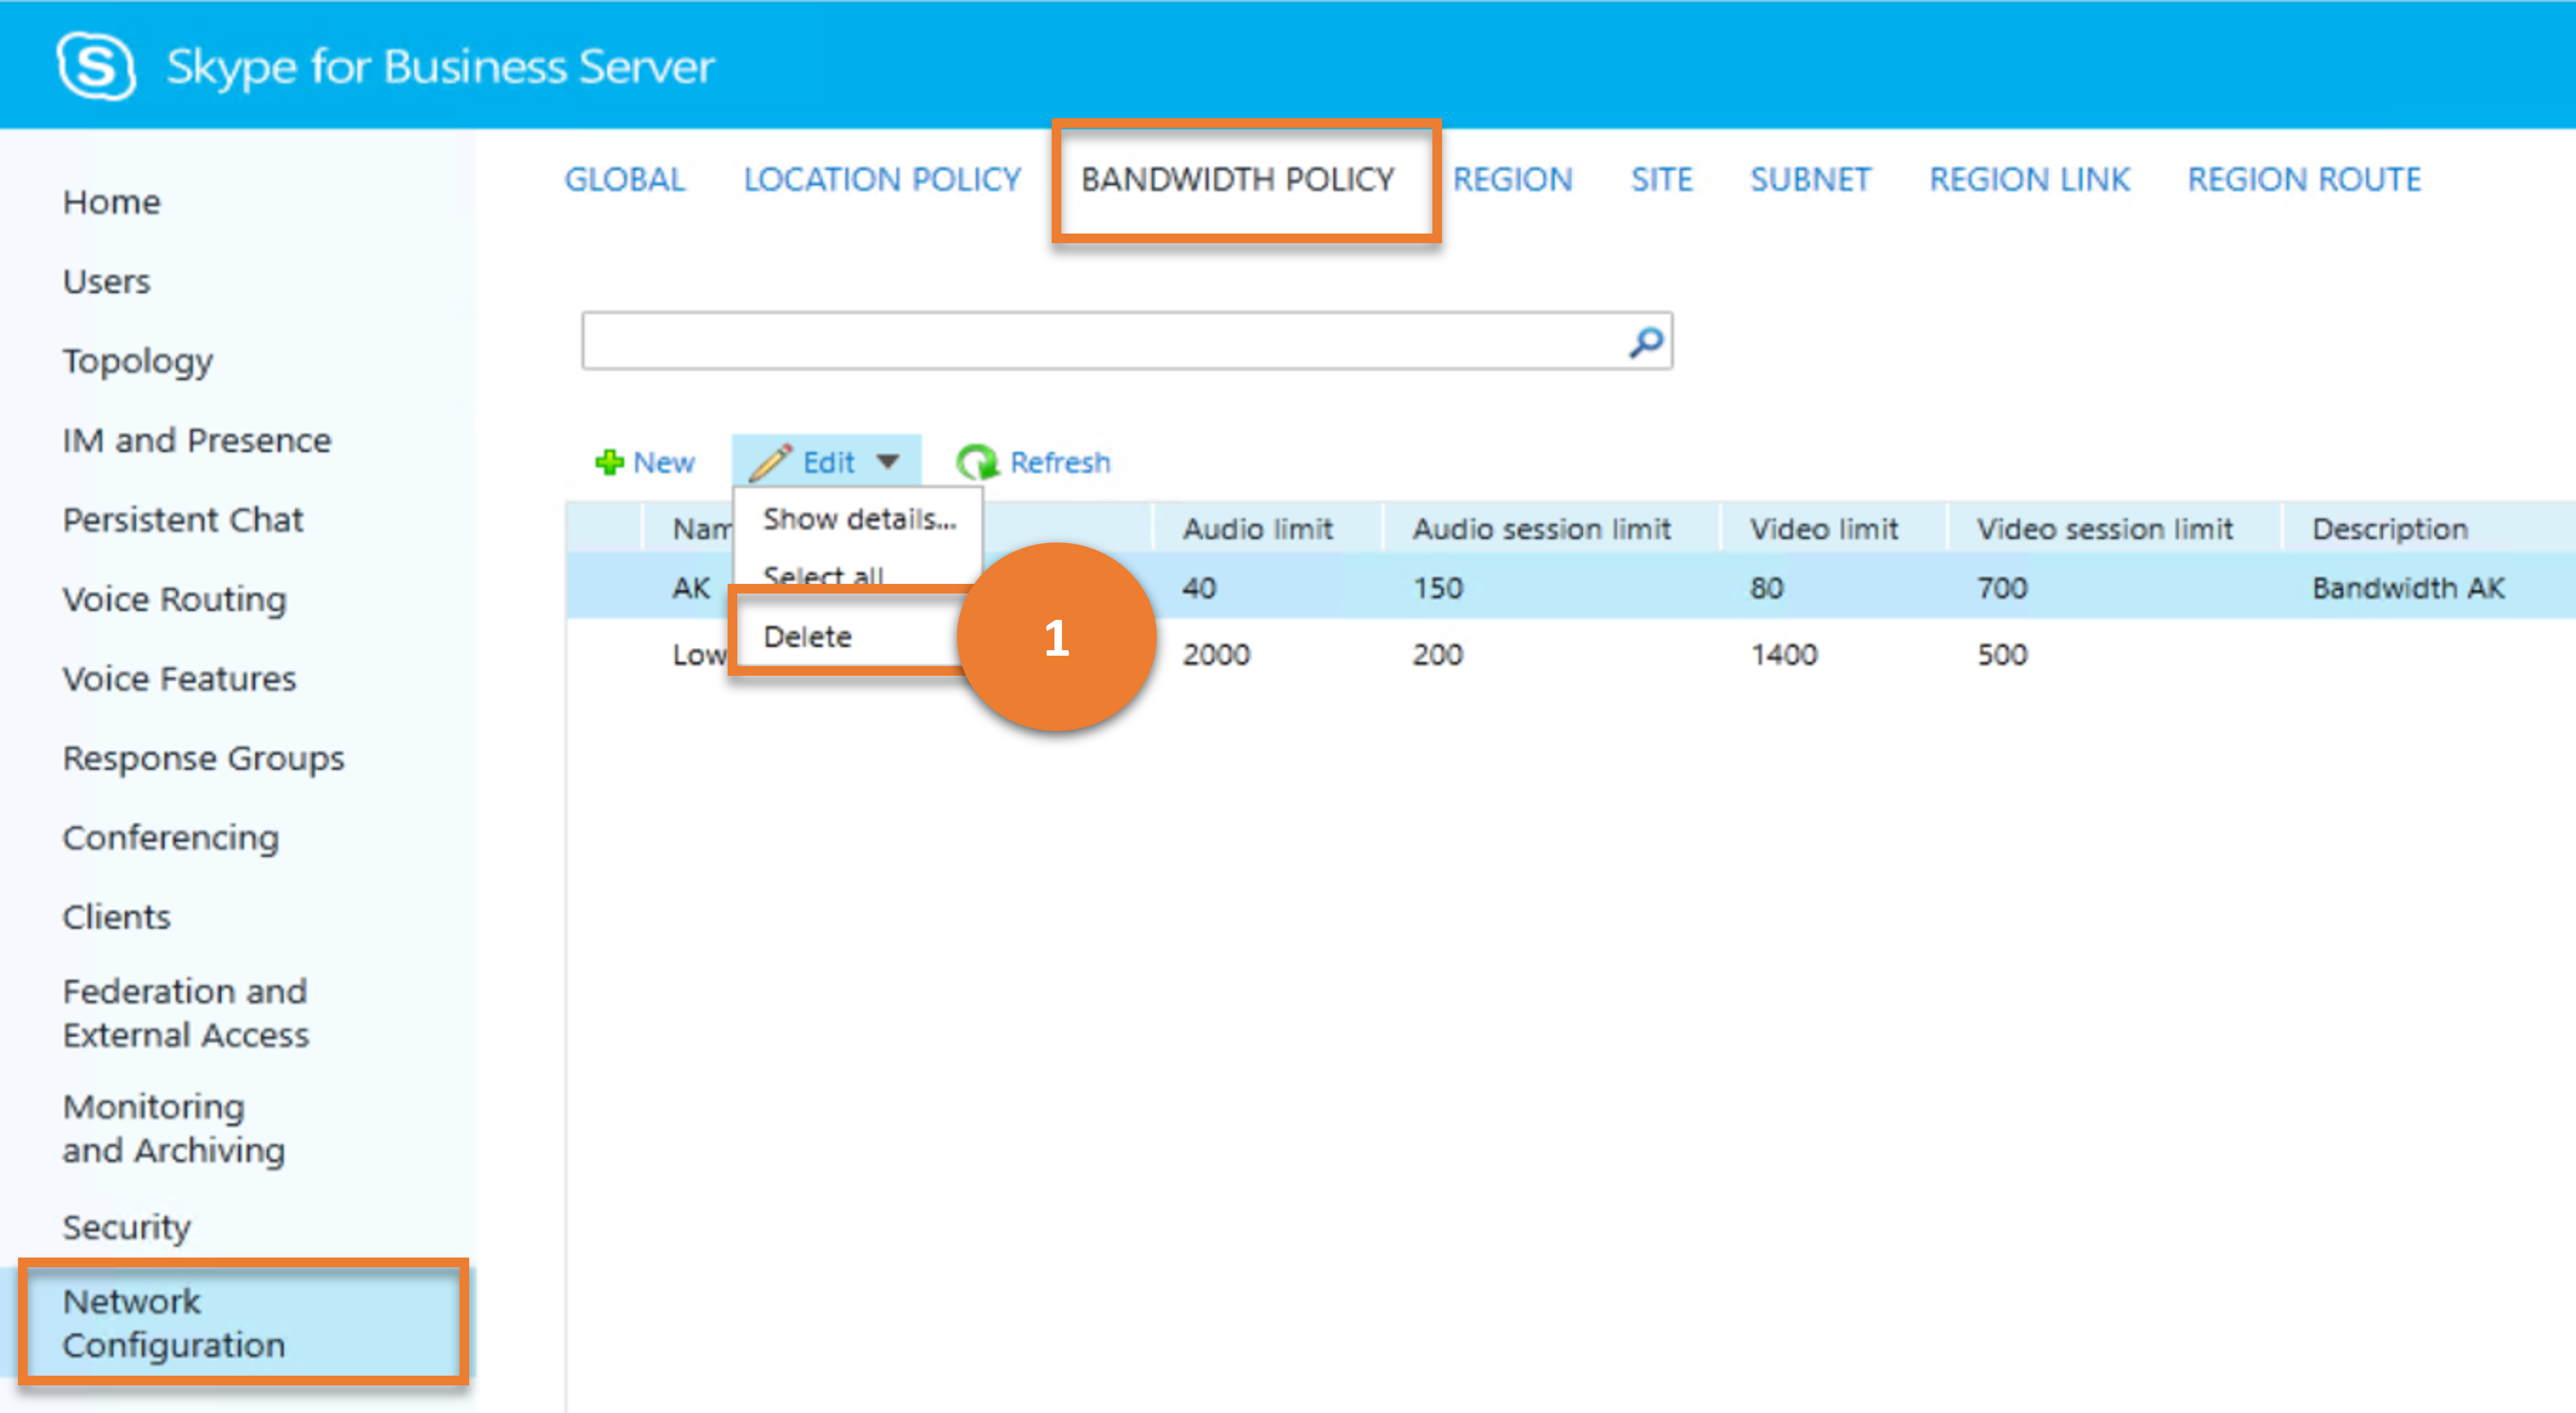 Skype for Business Server
GLOBAL LOCATION POLICY BANDWIDTH POLICY REGION SITE SUBNET REGION LINK REGION ROUTE
Home
Users
Topology
IM and Presence
Persistent Chat
Voice Routing
Voice Features
Response Groups
Conferencing
Clients
Federation and
External Access
Monitoring
and Archiving
Security
Network
Configuration
New Edit Refresh
Show details...
Select all
Delete
1
Nam Audio limit Audio session limit Video limit Video session limit Description
AK 40 150 80 700 Bandwidth AK
Low 2000 200 1400 500